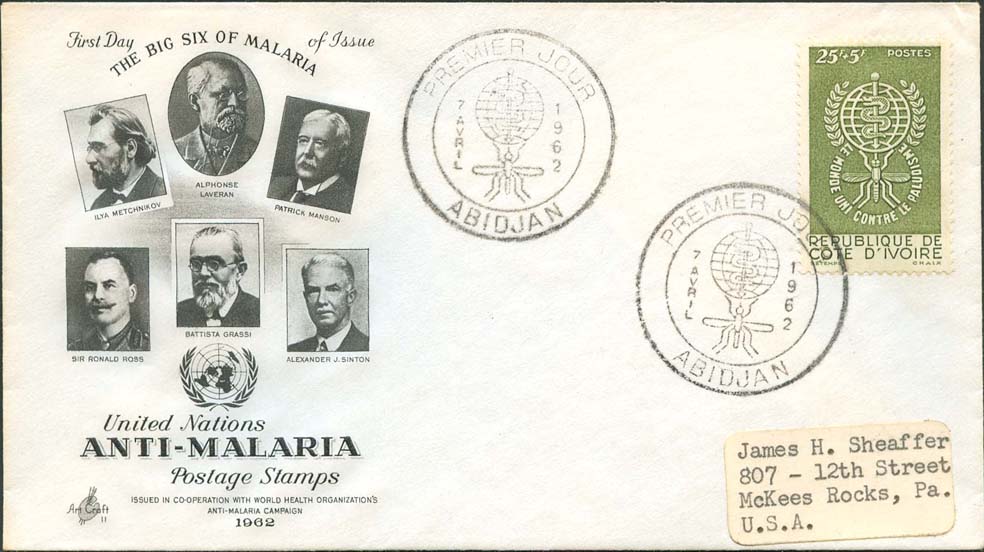 First Day of Issue
THE BIG SIX OF MALARIA
ALPHONSE
LAVERAN
ILYA METCHNIKOV
PATRICK MANSON
SIR RONALD ROSS
BATTISTA GRASSI
ALEXANDER J. SINTON
United Nations
ANTI-MALARIA
Postage Stamps
ISSUED IN CO-OPERATION WITH WORLD HEALTH ORGANIZATION'S
ANTI-MALARIA CAMPAIGN
1962
Art Craft
PREMIER JOUR
7 AVRIL 1962
ABIDJAN
PREMIER JOUR
7 AVRIL 1962
ABIDJAN
25F+5F POSTES
LE MONDE UNI CONTRE LE PALUDISME
REPUBLIQUE DE
COTE D'IVOIRE
CHAIX
James H. Sheaffer
807 - 12th Street
McKees Rocks, Pa.
U.S.A.